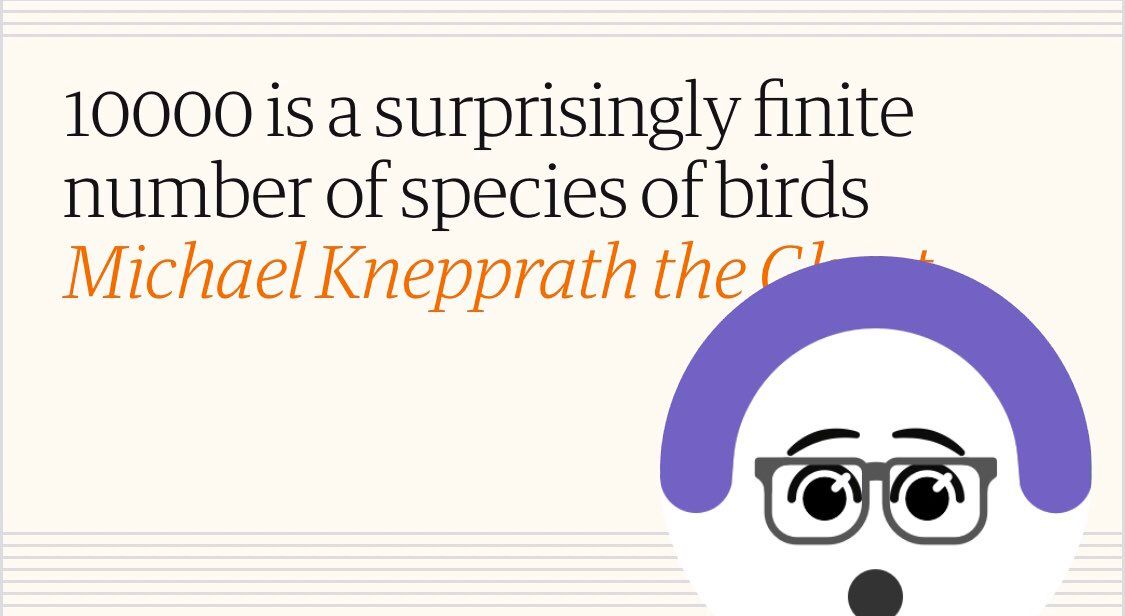 10000 is a surprisingly finite
number of species of birds
Michael Knepprath the